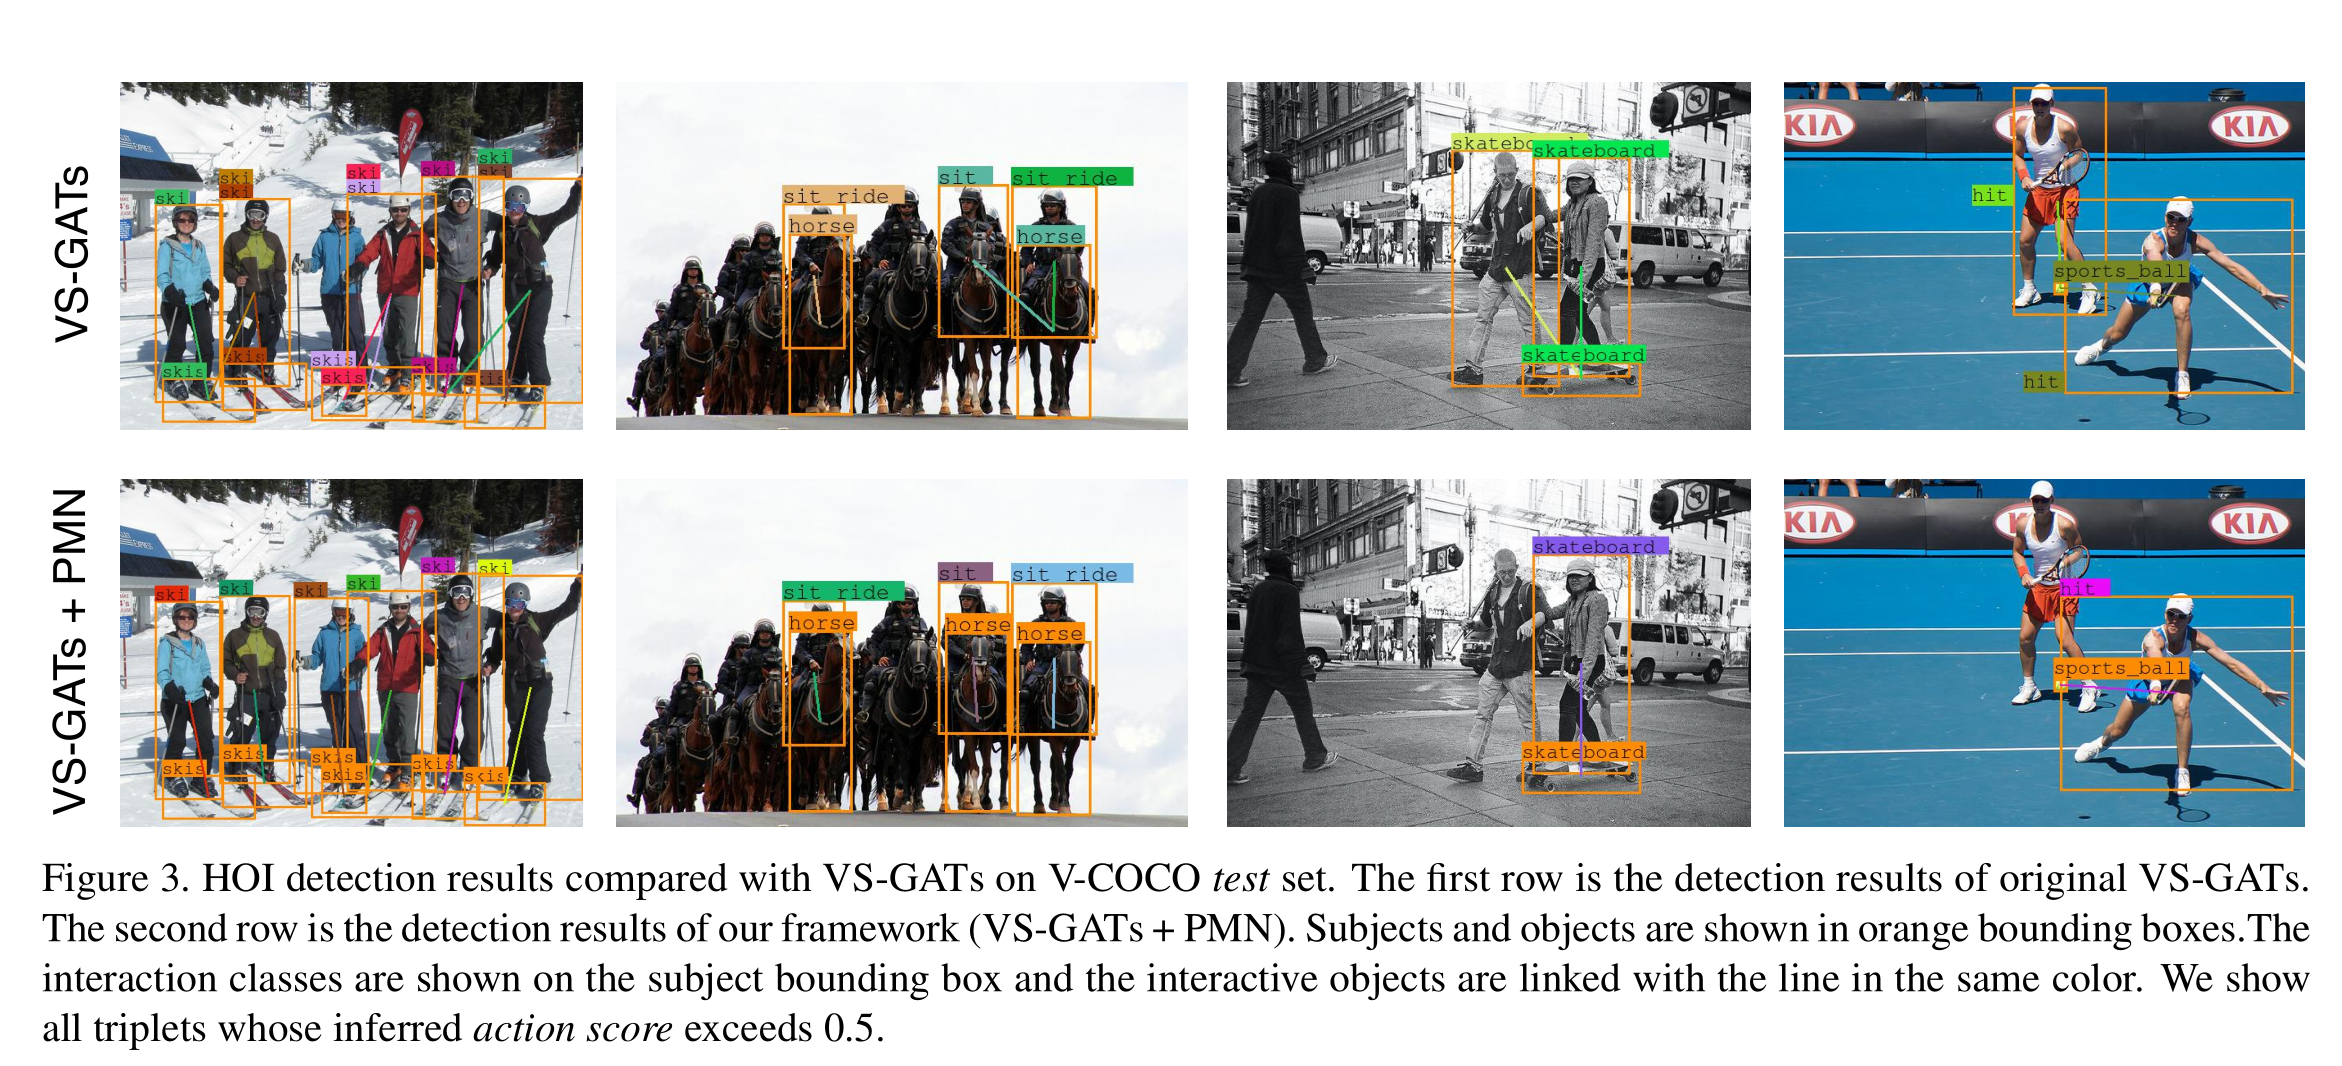 VS-GATs
ski
ski
ski
ski
ski
ski
ski
ski
skis
skis
skis
skis
skis
skis
sit ride
horse
sit
sit ride
horse
skateboard
skateboard
KIA
KIA
KIA
hit
sports_ball
hit
VS-GATs + PMN
ski
ski
ski
ski
ski
ski
skis
skis
skis
skis
skis
skis
sit ride
horse
sit
horse
sit ride
horse
skateboard
skateboard
KIA
KIA
KIA
hit
sports_ball
Figure 3. HOI detection results compared with VS-GATs on V-COCO test set. The first row is the detection results of original VS-GATs.
The second row is the detection results of our framework (VS-GATs + PMN). Subjects and objects are shown in orange bounding boxes.The
interaction classes are shown on the subject bounding box and the interactive objects are linked with the line in the same color. We show
all triplets whose inferred action score exceeds 0.5.